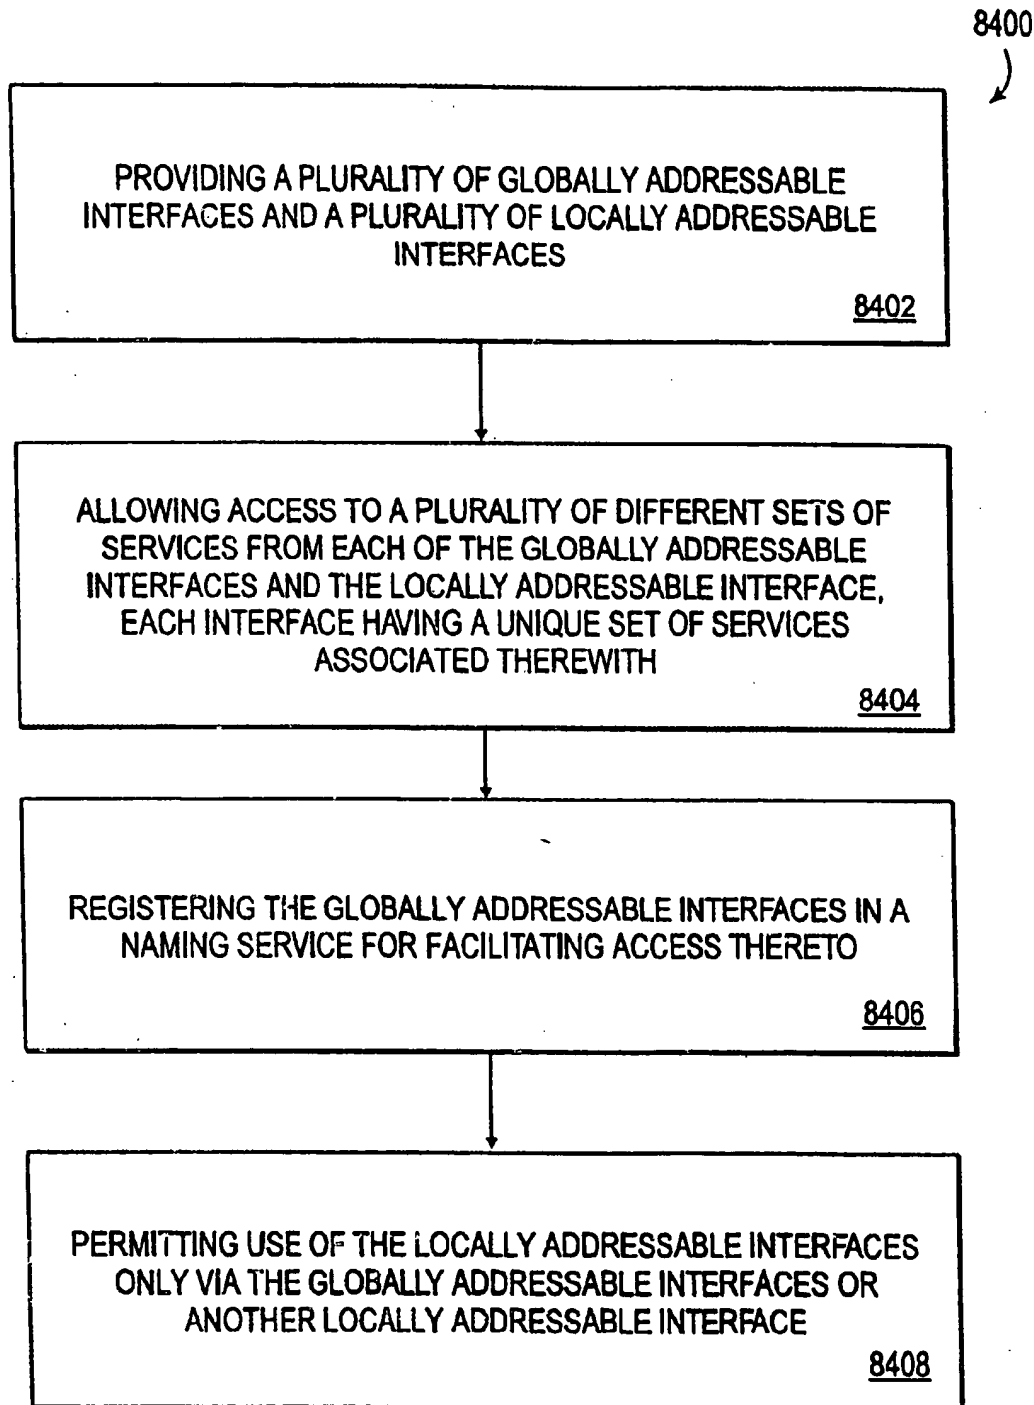 8400
PROVIDING A PLURALITY OF GLOBALLY ADDRESSABLE
INTERFACES AND A PLURALITY OF LOCALLY ADDRESSABLE
INTERFACES
8402
ALLOWING ACCESS TO A PLURALITY OF DIFFERENT SETS OF
SERVICES FROM EACH OF THE GLOBALLY ADDRESSABLE
INTERFACES AND THE LOCALLY ADDRESSABLE INTERFACE,
EACH INTERFACE HAVING A UNIQUE SET OF SERVICES
ASSOCIATED THEREWITH
8404
REGISTERING THE GLOBALLY ADDRESSABLE INTERFACES IN A
NAMING SERVICE FOR FACILITATING ACCESS THERETO
8406
PERMITTING USE OF THE LOCALLY ADDRESSABLE INTERFACES
ONLY VIA THE GLOBALLY ADDRESSABLE INTERFACES OR
ANOTHER LOCALLY ADDRESSABLE INTERFACE
8408